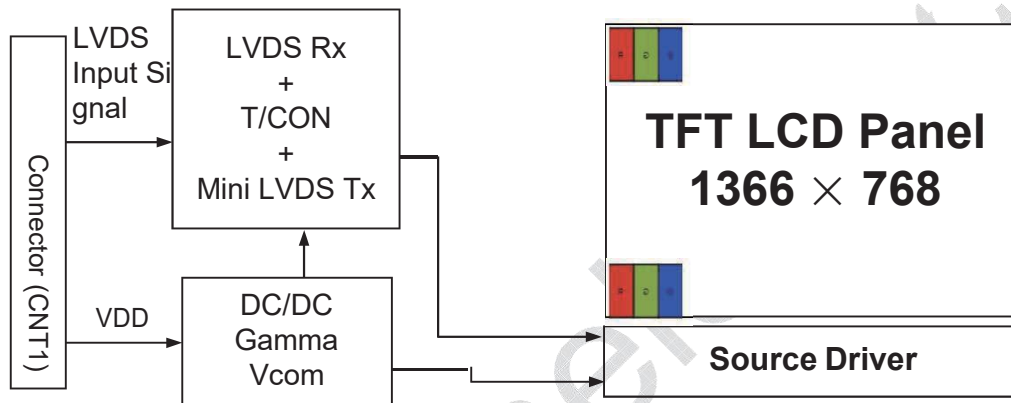 LVDS
Input Si
gnal
Connector (CNT1)
VDD
LVDS Rx
+
T/CON
+
Mini LVDS Tx
DC/DC
Gamma
Vcom
R G B
TFT LCD Panel
1366 × 768
R G B
Source Driver